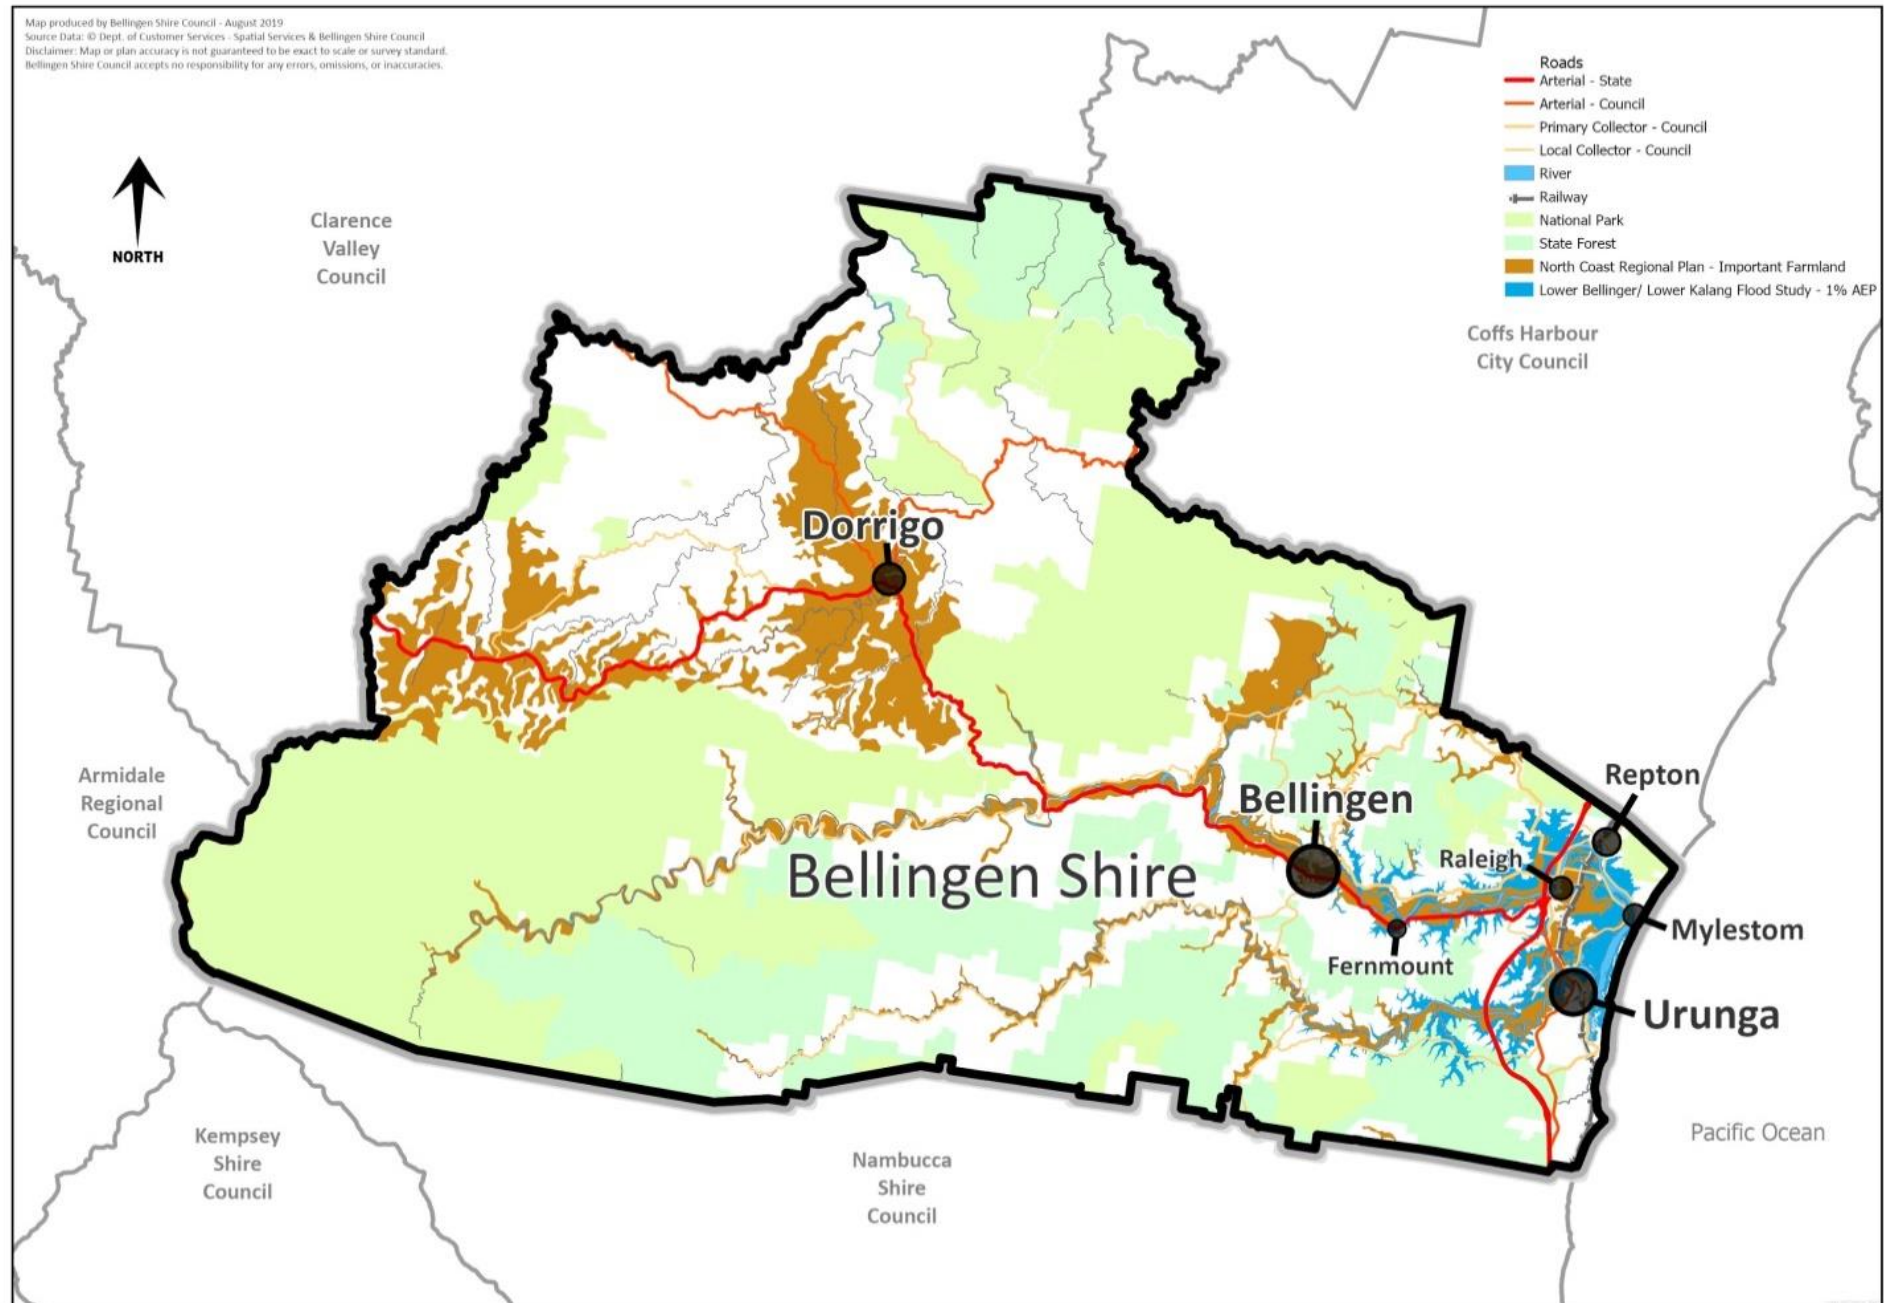 Map produced by Bellingen Shire Council - August 2019
Source Data: © Dept. of Customer Services - Spatial Services & Bellingen Shire Council
Disclaimer: Map or plan accuracy is not guaranteed to be exact to scale or survey standard.
Bellingen Shire Council accepts no responsibility for any errors, omissions, or inaccuracies.
Roads
Arterial - State
Arterial - Council
Primary Collector - Council
Local Collector - Council
River
Railway
National Park
State Forest
North Coast Regional Plan - Important Farmland
Lower Bellinger/ Lower Kalang Flood Study - 1% AEP
NORTH
Clarence
Valley
Council
Coffs Harbour
City Council
Dorrigo
Armidale
Regional
Council
Repton
Bellingen
Raleigh
Bellingen Shire
Mylestom
Fernmount
Urunga
Pacific Ocean
Kempsey
Shire
Council
Nambucca
Shire
Council